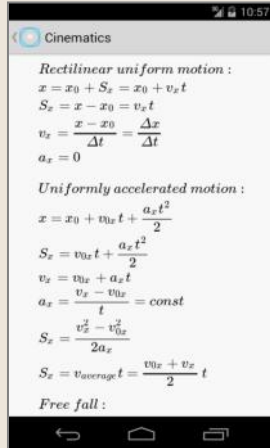 10:57
Cinematics
Rectilinear uniform motion :
x = x₀ + Sₓ = x₀ + vₓt
Sₓ = x − x₀ = vₓt
vₓ = (x − x₀)/Δt = Δx/Δt
aₓ = 0
Uniformly accelerated motion :
x = x₀ + v₀ₓt + aₓt²/2
Sₓ = v₀ₓt + aₓt²/2
vₓ = v₀ₓ + aₓt
aₓ = (vₓ − v₀ₓ)/t = const
Sₓ = (vₓ² − v₀ₓ²)/2aₓ
Sₓ = v_average t = (v₀ₓ + vₓ)/2 t
Free fall :